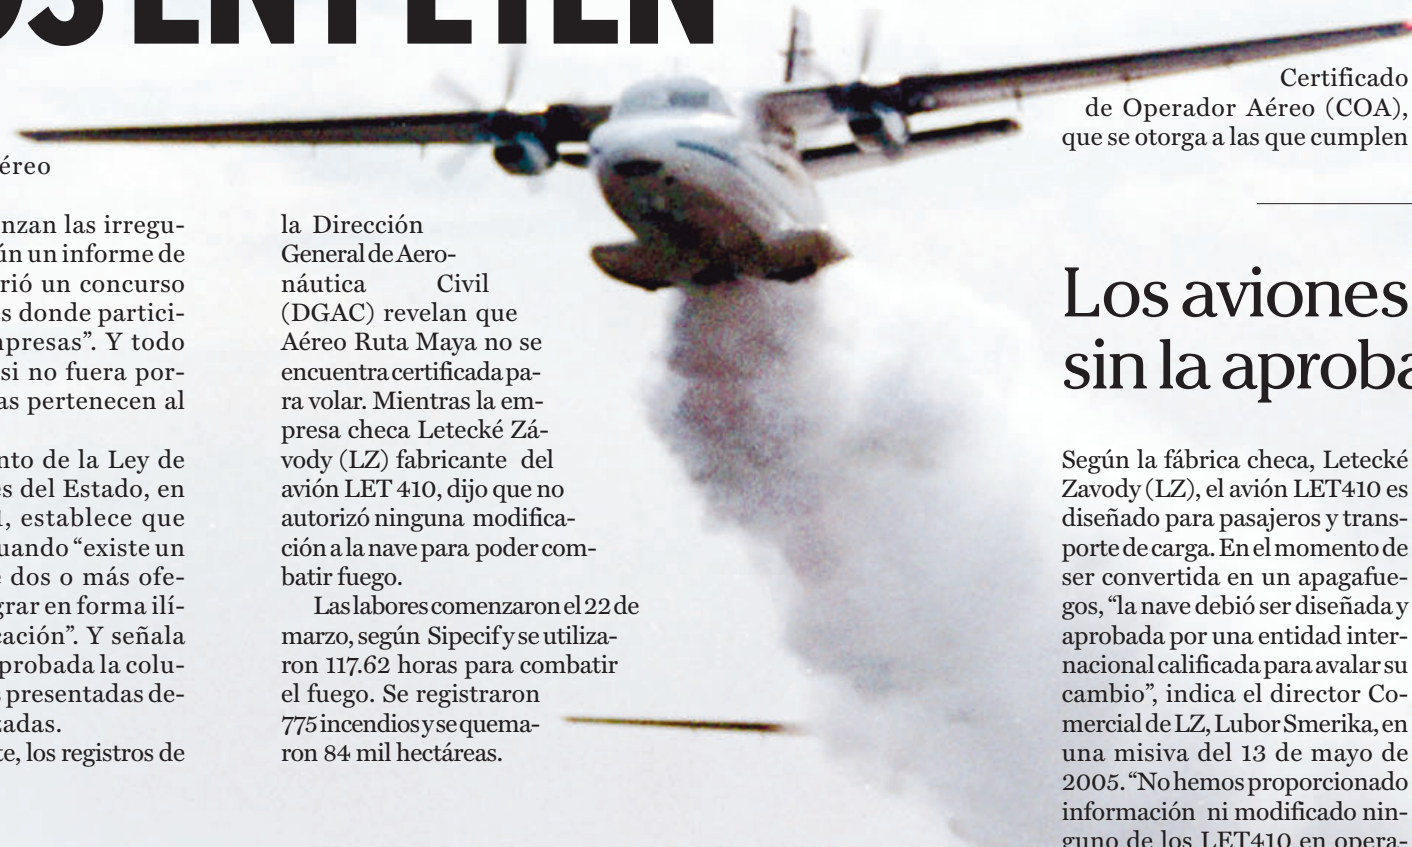 OS EN PETÉN
éreo
nzan las irregu-
ún un informe de
rió un concurso
s donde partici-
presas”. Y todo
si no fuera por-
as pertenecen al
nto de la Ley de
es del Estado, en
, establece que
uando “existe un
e dos o más ofe-
grar en forma ilí-
cación”. Y señala
probada la colu-
s presentadas de-
zadas.
te, los registros de
la Dirección
General de Aero-
náutica Civil
(DGAC) revelan que
Aéreo Ruta Maya no se
encuentra certificada pa-
ra volar. Mientras la em-
presa checa Letecké Zá-
vody (LZ) fabricante del
avión LET 410, dijo que no
autorizó ninguna modifica-
ción a la nave para poder com-
batir fuego.
Las labores comenzaron el 22 de
marzo, según Sipecif y se utiliza-
ron 117.62 horas para combatir
el fuego. Se registraron
775 incendios y se quema-
ron 84 mil hectáreas.
Certificado
de Operador Aéreo (COA),
que se otorga a las que cumplen
Los aviones
sin la aproba
Según la fábrica checa, Letecké
Zavody (LZ), el avión LET410 es
diseñado para pasajeros y trans-
porte de carga. En el momento de
ser convertida en un apagafue-
gos, “la nave debió ser diseñada y
aprobada por una entidad inter-
nacional calificada para avalar su
cambio”, indica el director Co-
mercial de LZ, Lubor Smerika, en
una misiva del 13 de mayo de
2005. “No hemos proporcionado
información ni modificado nin-
guno de los LET410 en opera-